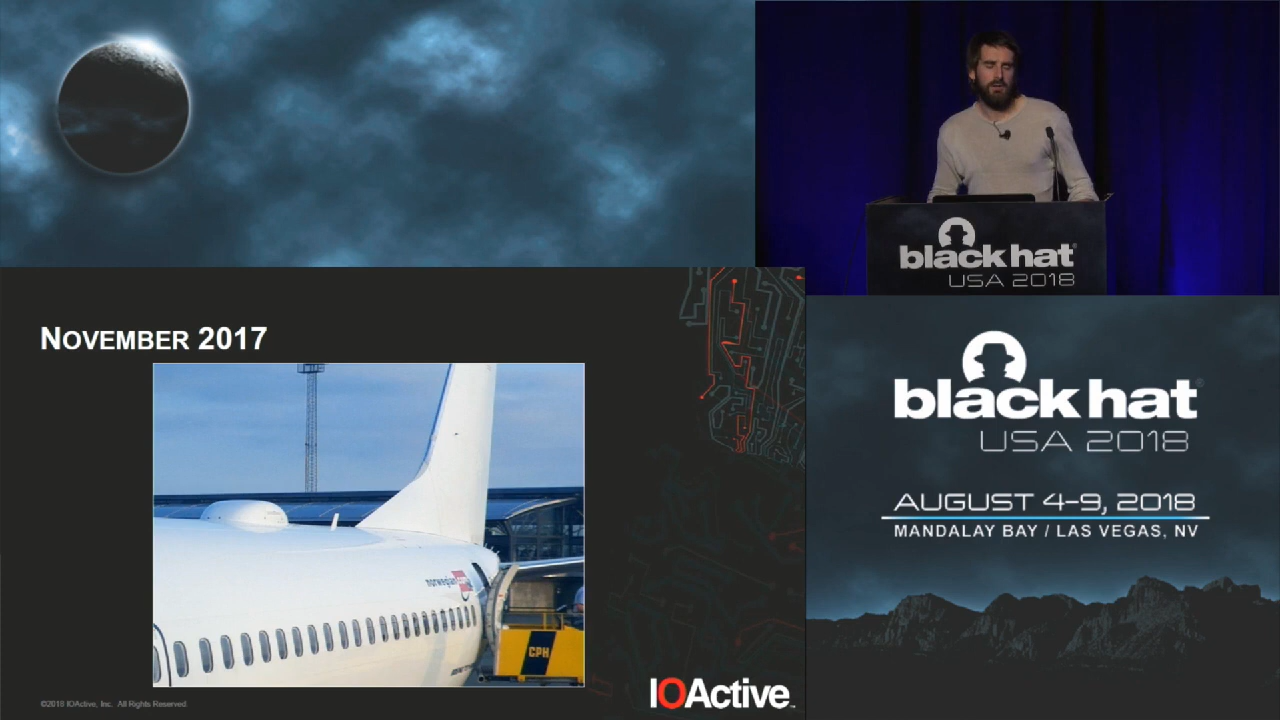 black hat
USA 2018
NOVEMBER 2017
norwegian
CPH
IOActive™
©2018 IOActive, Inc. All Rights Reserved
black hat®
USA 2018
AUGUST 4-9, 2018
MANDALAY BAY / LAS VEGAS, NV